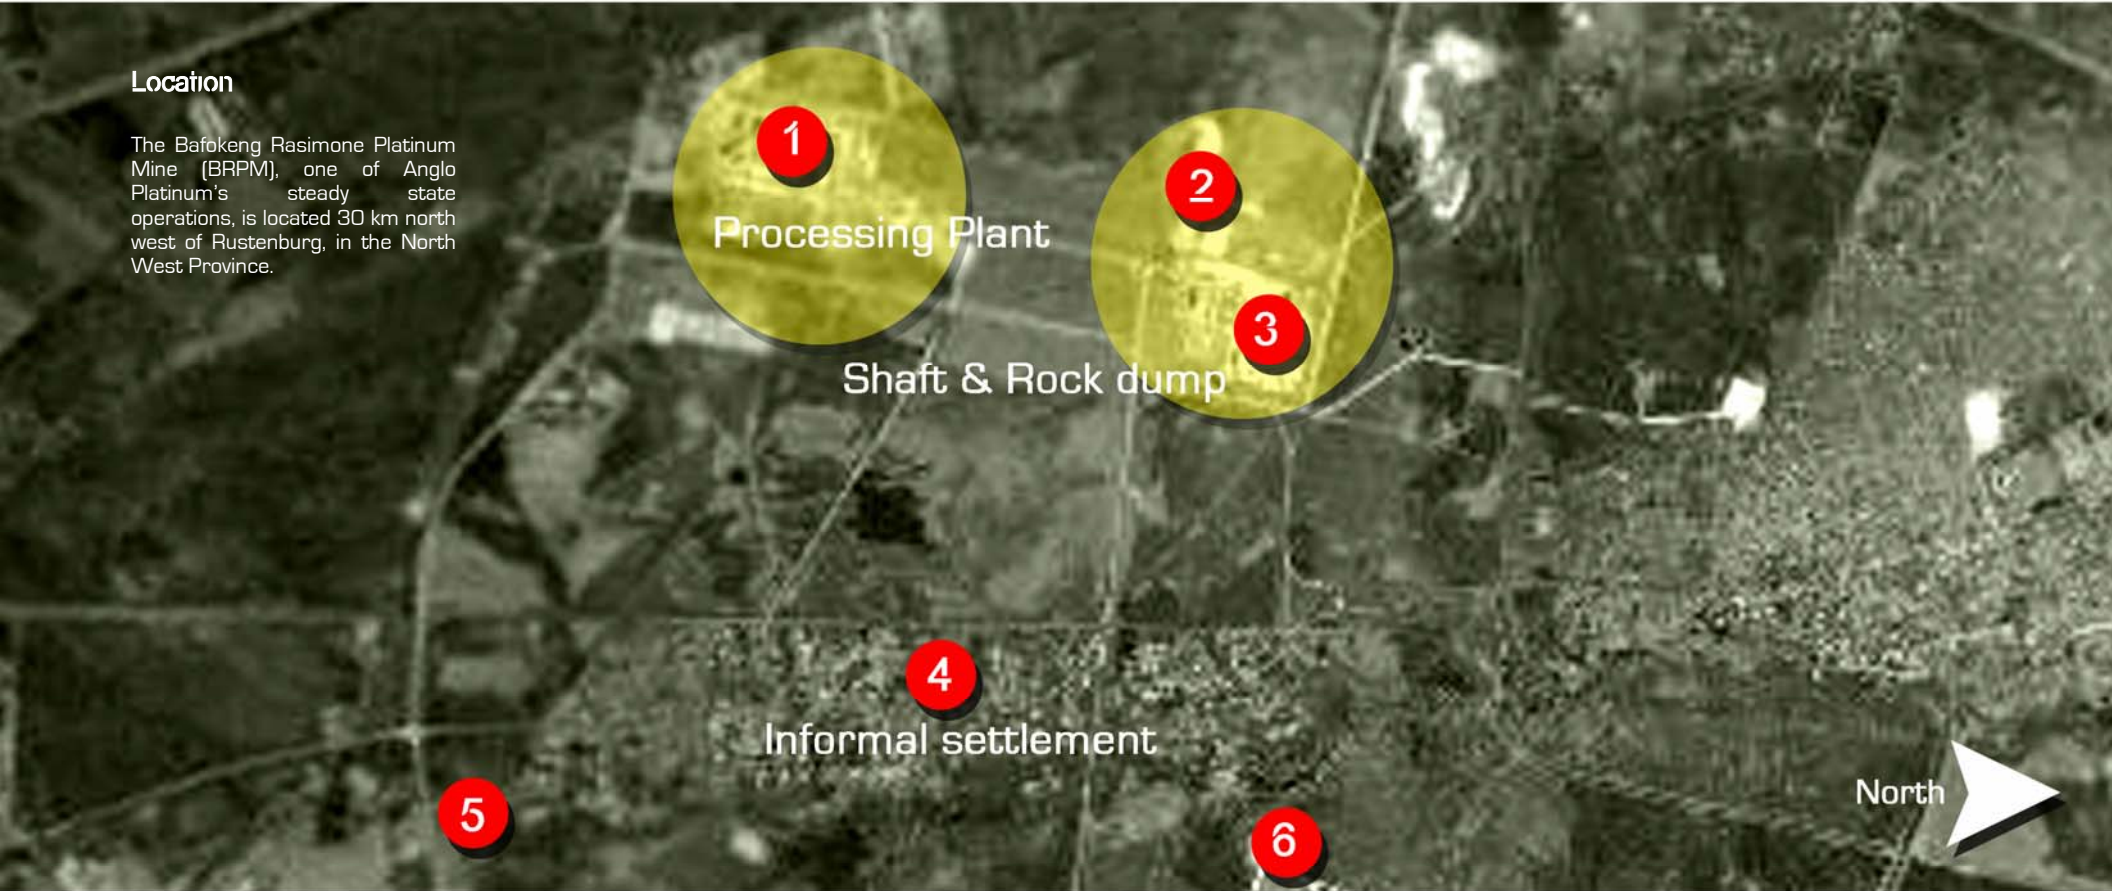 Location
The Bafokeng Rasimone Platinum
Mine (BRPM), one of Anglo
Platinum's steady state
operations, is located 30 km north
west of Rustenburg, in the North
West Province.
1
2
Processing Plant
3
Shaft & Rock dump
4
Informal settlement
North
5
6